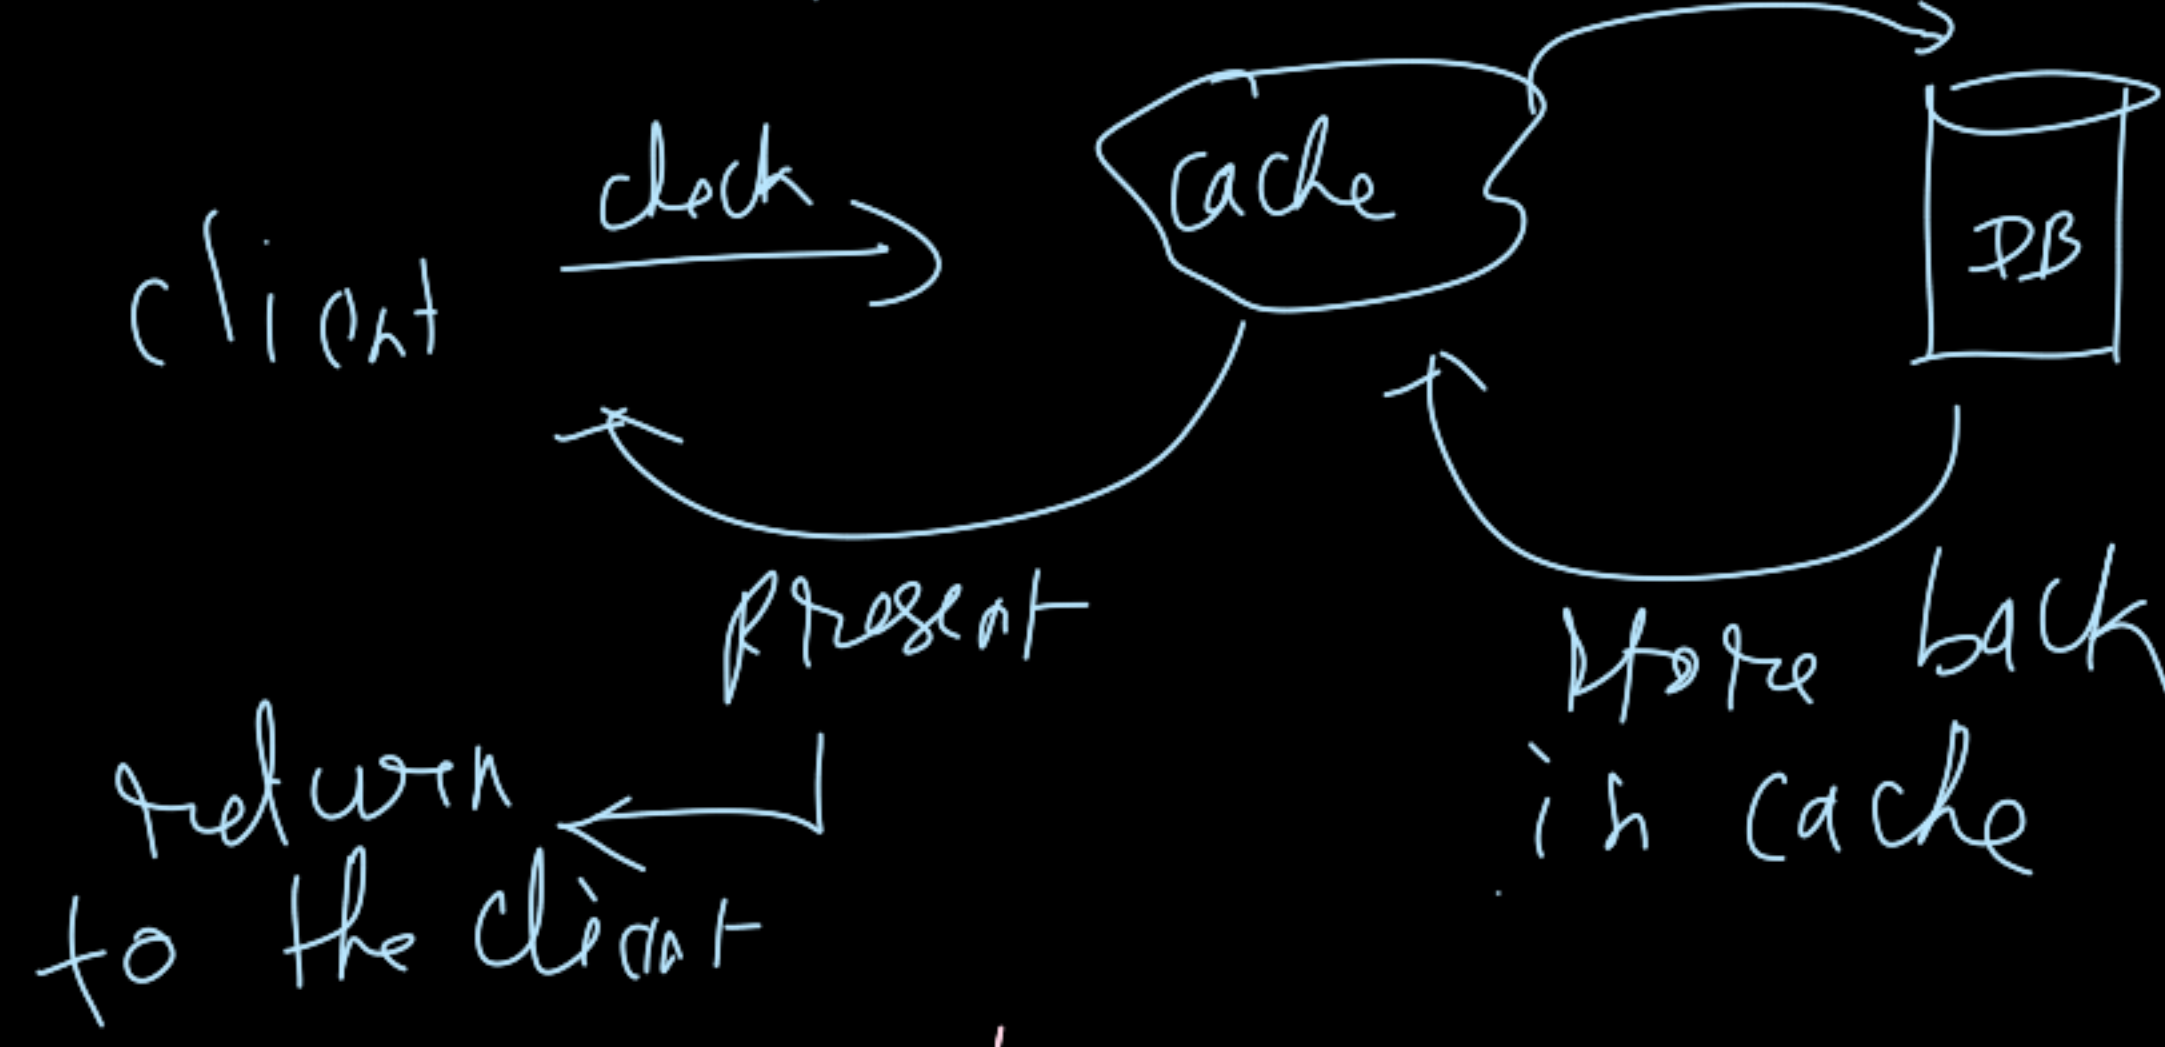 client
check
cache
DB
present
return
to the client
store back
in cache